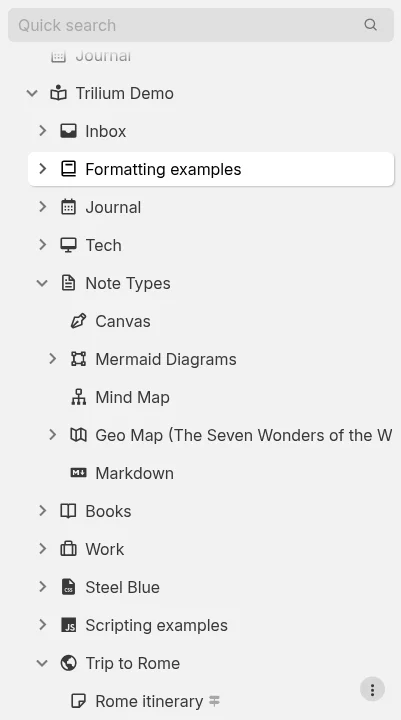 Quick search
Journal
Trilium Demo
Inbox
Formatting examples
Journal
Tech
Note Types
Canvas
Mermaid Diagrams
Mind Map
Geo Map (The Seven Wonders of the W
Markdown
Books
Work
Steel Blue
Scripting examples
Trip to Rome
Rome itinerary